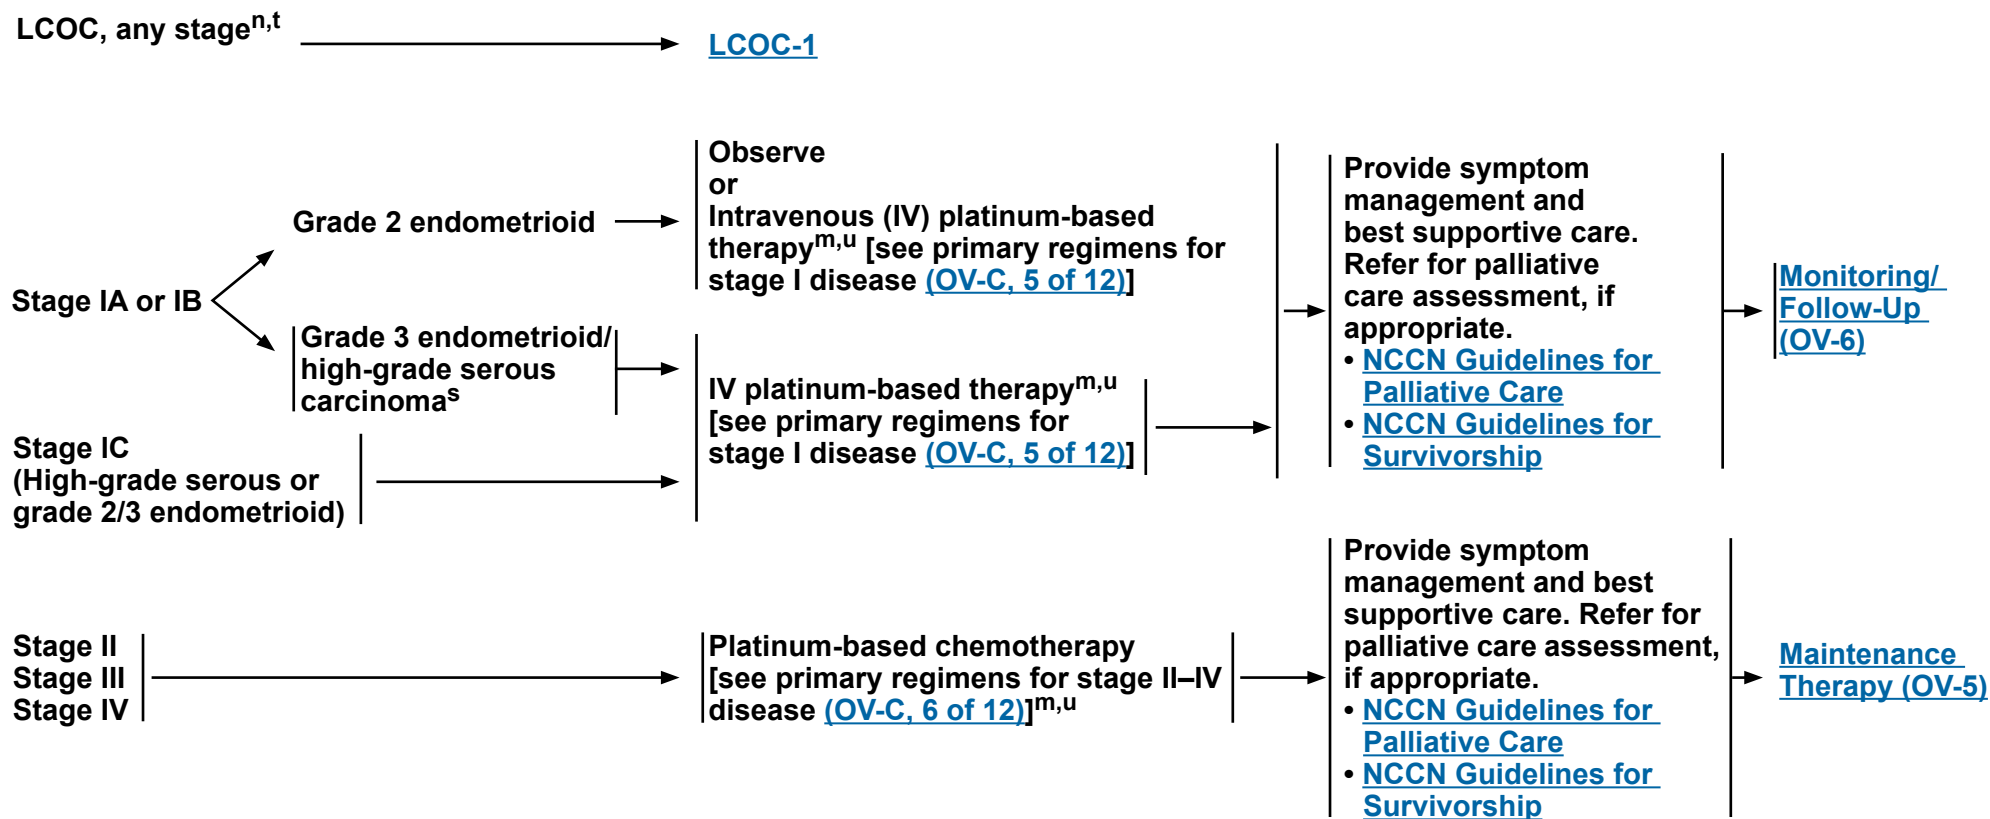 LCOC, any stagen,t
LCOC-1
Stage IA or IB
Grade 2 endometrioid
Observe
or
Intravenous (IV) platinum-based
therapym,u [see primary regimens for
stage I disease (OV-C, 5 of 12)]
Grade 3 endometrioid/
high-grade serous
carcinomas
Stage IC
(High-grade serous or
grade 2/3 endometrioid)
IV platinum-based therapym,u
[see primary regimens for
stage I disease (OV-C, 5 of 12)]
Provide symptom
management and
best supportive care.
Refer for palliative
care assessment, if
appropriate.
• NCCN Guidelines for
Palliative Care
• NCCN Guidelines for
Survivorship
Monitoring/
Follow-Up
(OV-6)
Stage II
Stage III
Stage IV
Platinum-based chemotherapy
[see primary regimens for stage II–IV
disease (OV-C, 6 of 12)]m,u
Provide symptom
management and best
supportive care. Refer for
palliative care assessment,
if appropriate.
• NCCN Guidelines for
Palliative Care
• NCCN Guidelines for
Survivorship
Maintenance
Therapy (OV-5)